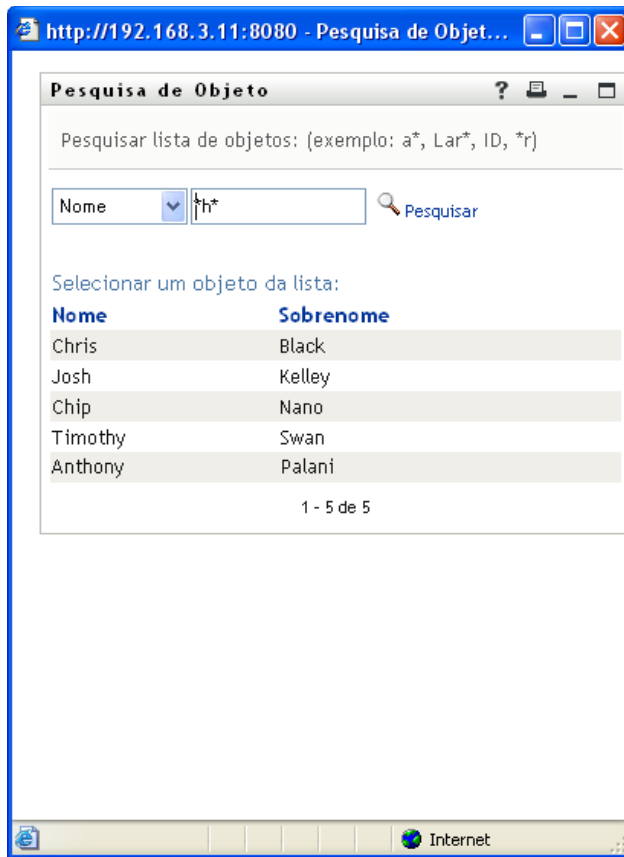 http://192.168.3.11:8080 - Pesquisa de Objet...
Pesquisa de Objeto ?
Pesquisar lista de objetos: (exemplo: a*, Lar*, ID, *r)
Nome *h* Pesquisar
Selecionar um objeto da lista:
Nome Sobrenome
Chris Black
Josh Kelley
Chip Nano
Timothy Swan
Anthony Palani
1 - 5 de 5
Internet